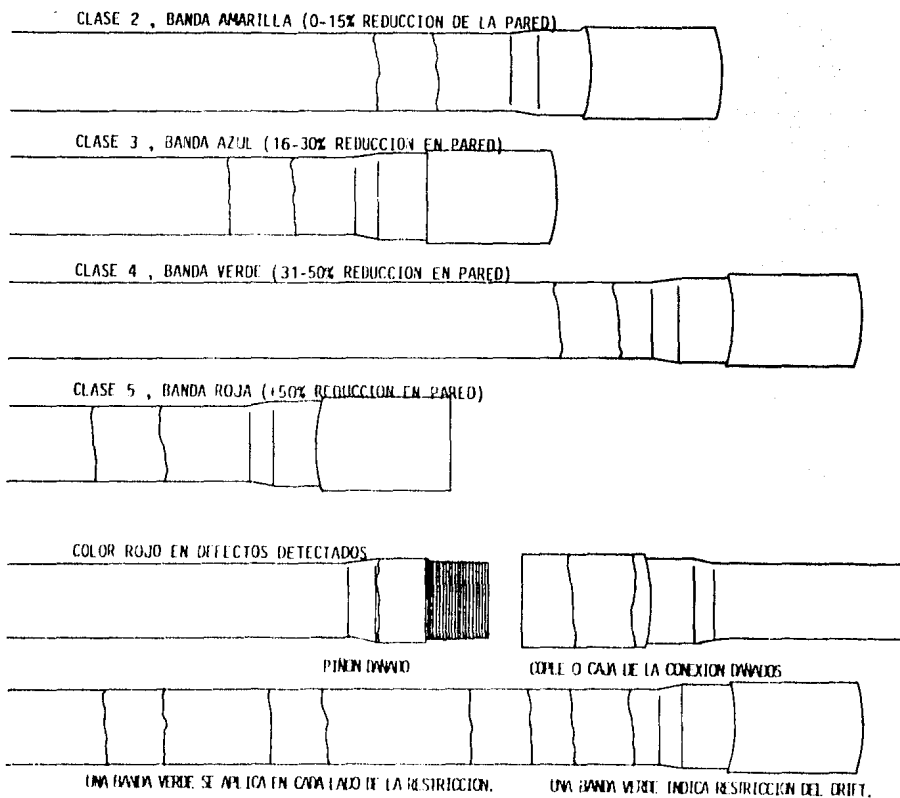 CLASE 2 , BANDA AMARILLA (0-15% REDUCCION DE LA PARED)
CLASE 3 , BANDA AZUL (16-30% REDUCCION EN PARED)
CLASE 4 , BANDA VERDE (31-50% REDUCCION EN PARED)
CLASE 5 , BANDA ROJA (+50% REDUCCION EN PARED)
COLOR ROJO EN DEFECTOS DETECTADOS
PIÑON DAÑADO
COPLE O CAJA DE LA CONEXION DAÑADOS
UNA BANDA VERDE SE APLICA EN CADA LADO DE LA RESTRICCION.
UNA BANDA VERDE INDICA RESTRICCION DEL DRIFT.